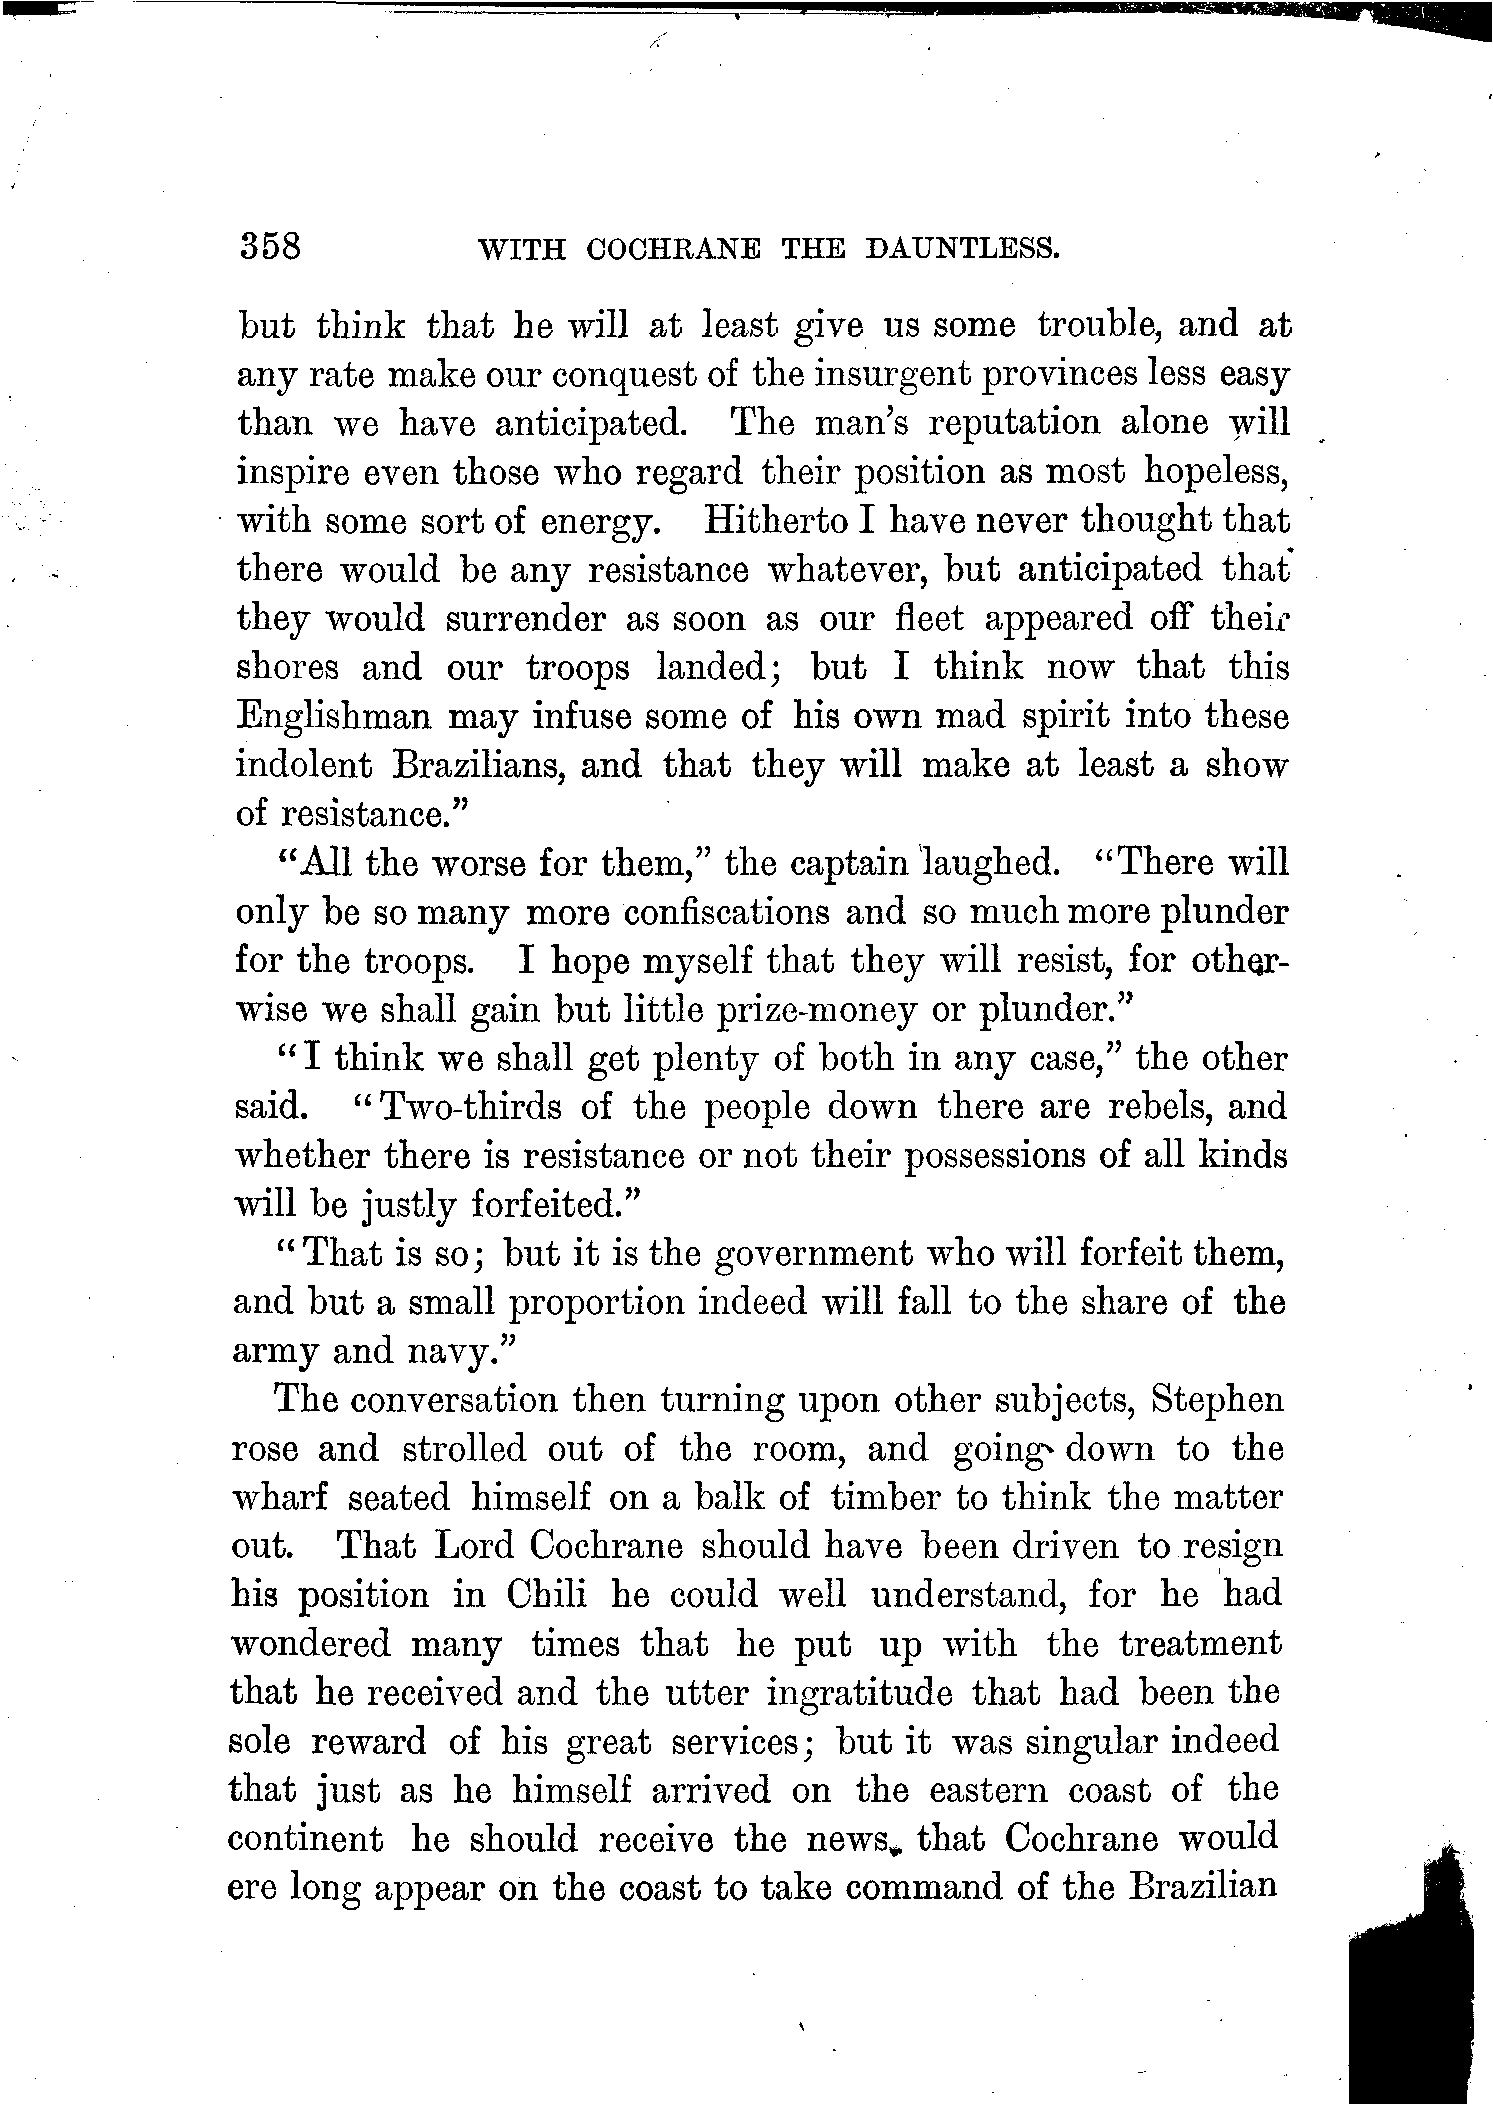 358 WITH COCHRANE THE DAUNTLESS.
but think that he will at least give us some trouble, and at
any rate make our conquest of the insurgent provinces less easy
than we have anticipated. The man's reputation alone will
inspire even those who regard their position as most hopeless,
with some sort of energy. Hitherto I have never thought that
there would be any resistance whatever, but anticipated that
they would surrender as soon as our fleet appeared off their
shores and our troops landed; but I think now that this
Englishman may infuse some of his own mad spirit into these
indolent Brazilians, and that they will make at least a show
of resistance."
"All the worse for them," the captain laughed. "There will
only be so many more confiscations and so much more plunder
for the troops. I hope myself that they will resist, for other-
wise we shall gain but little prize-money or plunder."
"I think we shall get plenty of both in any case," the other
said. "Two-thirds of the people down there are rebels, and
whether there is resistance or not their possessions of all kinds
will be justly forfeited."
"That is so; but it is the government who will forfeit them,
and but a small proportion indeed will fall to the share of the
army and navy."
The conversation then turning upon other subjects, Stephen
rose and strolled out of the room, and going down to the
wharf seated himself on a balk of timber to think the matter
out. That Lord Cochrane should have been driven to resign
his position in Chili he could well understand, for he had
wondered many times that he put up with the treatment
that he received and the utter ingratitude that had been the
sole reward of his great services; but it was singular indeed
that just as he himself arrived on the eastern coast of the
continent he should receive the news that Cochrane would
ere long appear on the coast to take command of the Brazilian